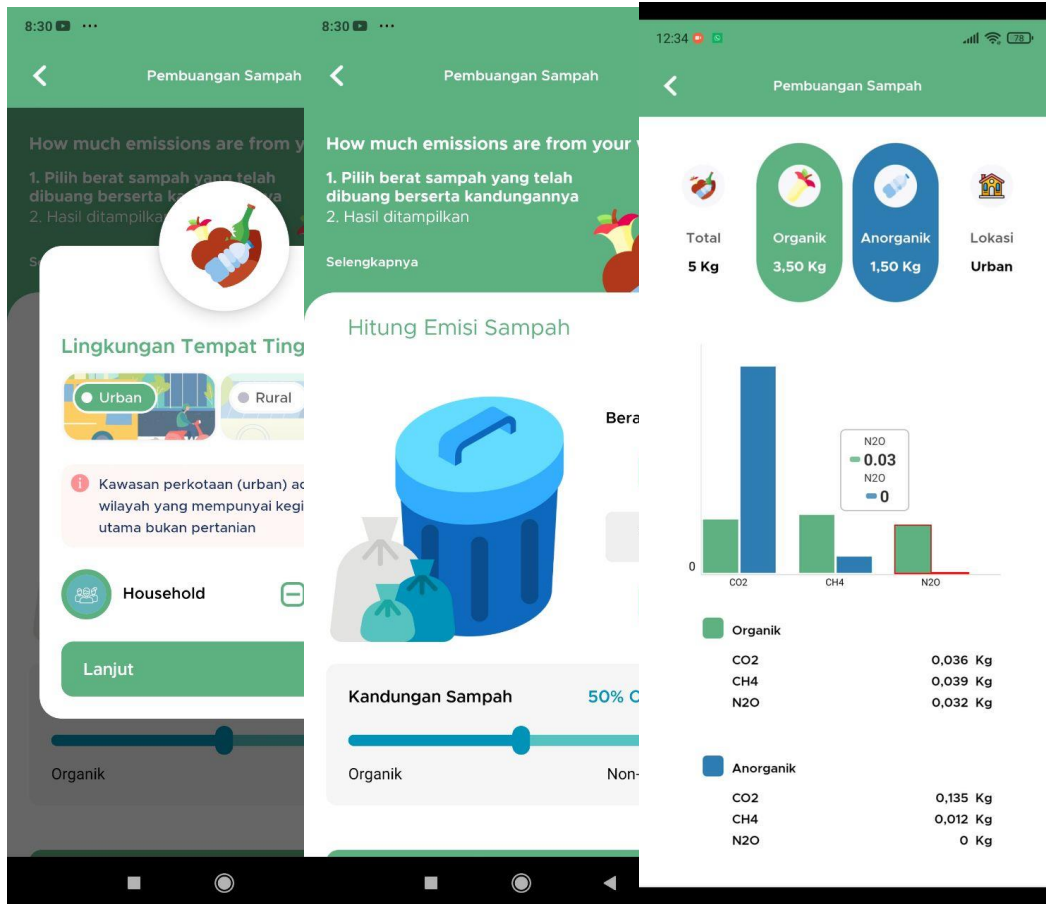 8:30
Pembuangan Sampah
How much emissions are from y
1. Pilih berat sampah yang telah
dibuang berserta
2. Hasil ditampilka
Lingkungan Tempat Ting
Urban
Rural
Kawasan perkotaan (urban) ac
wilayah yang mempunyai kegi
utama bukan pertanian
Household
Lanjut
Organik
8:30
Pembuangan Sampah
How much emissions are from your
1. Pilih berat sampah yang telah
dibuang berserta kandungannya
2. Hasil ditampilkan
Selengkapnya
Hitung Emisi Sampah
Bera
Kandungan Sampah
50% O
Organik
Non-
12:34
78
Pembuangan Sampah
Total
5 Kg
Organik
3,50 Kg
Anorganik
1,50 Kg
Lokasi
Urban
N2O
0.03
N2O
0
0
CO2
CH4
N2O
Organik
CO2 0,036 Kg
CH4 0,039 Kg
N2O 0,032 Kg
Anorganik
CO2 0,135 Kg
CH4 0,012 Kg
N2O 0 Kg